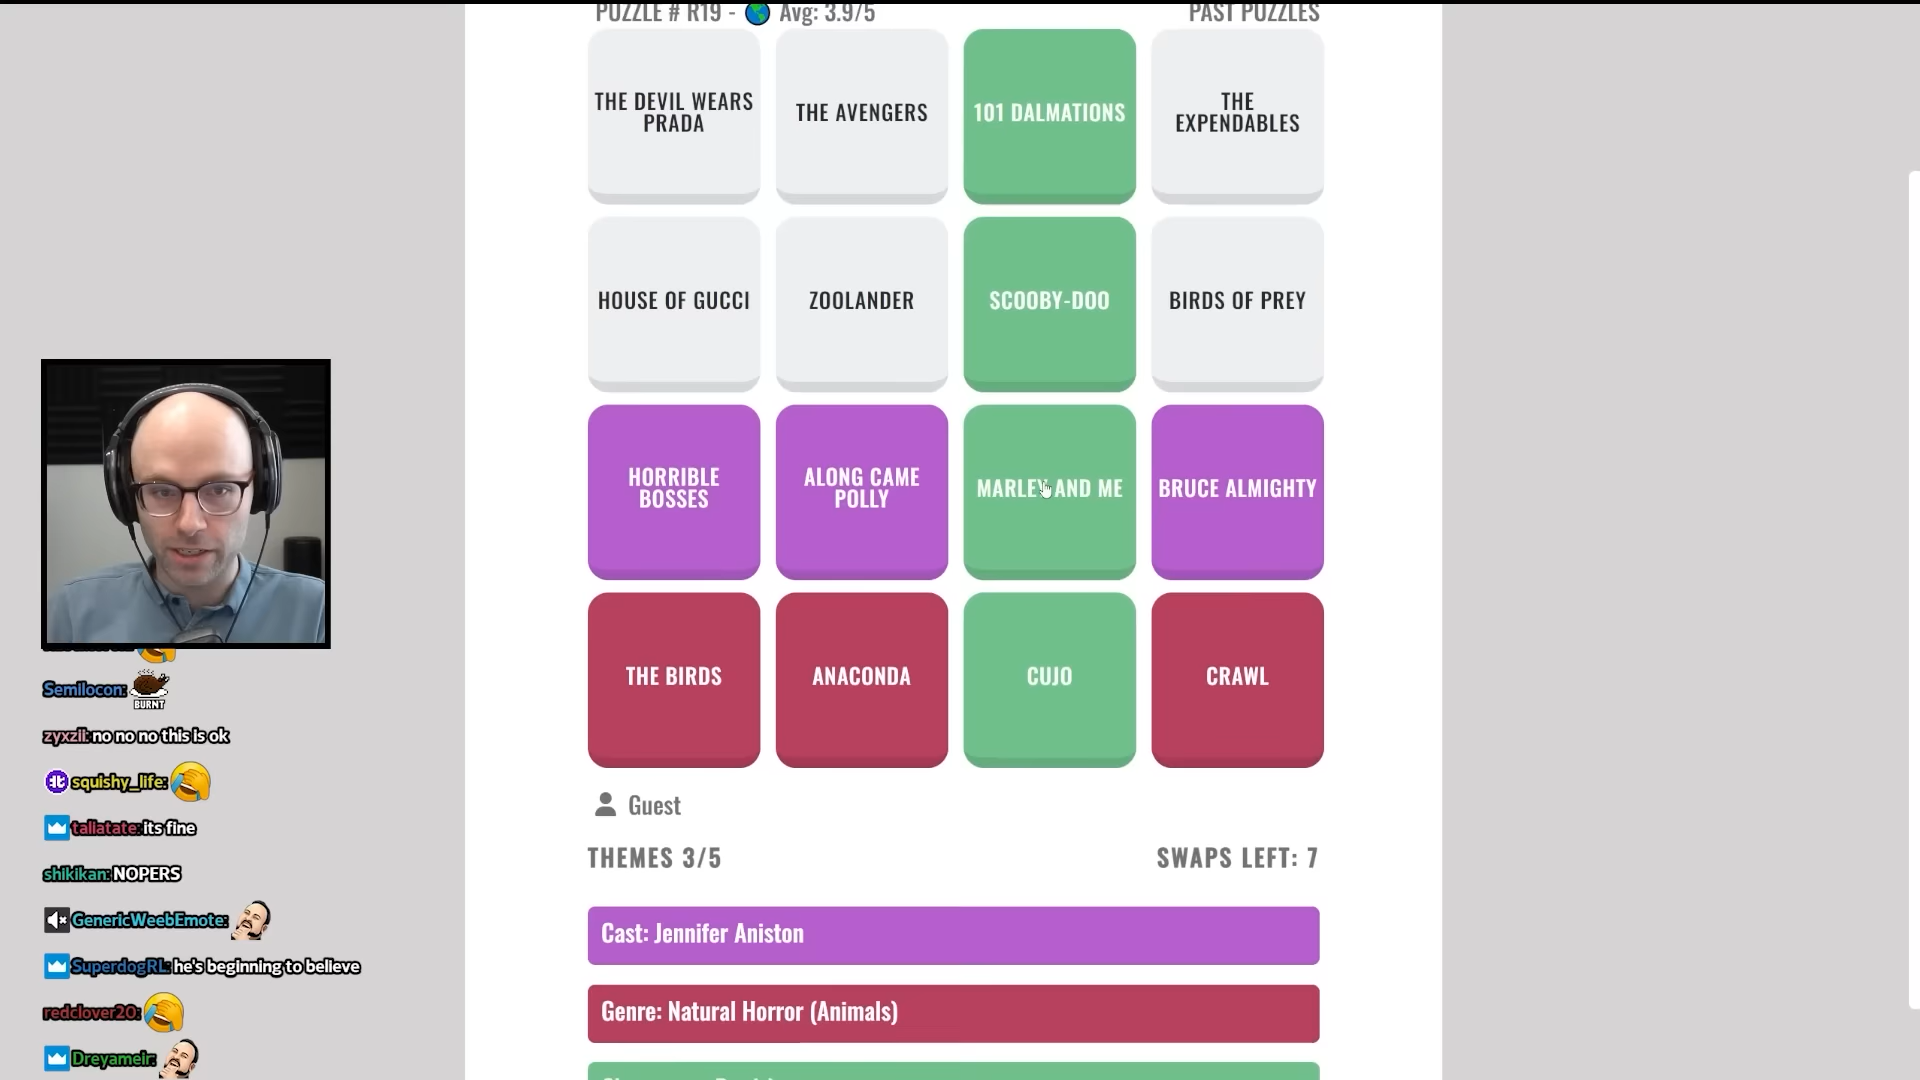 PUZZLE # R19 - Avg: 3.9/5
PAST PUZZLES
THE DEVIL WEARS
PRADA
THE AVENGERS
101 DALMATIONS
THE
EXPENDABLES
HOUSE OF GUCCI
ZOOLANDER
SCOOBY-DOO
BIRDS OF PREY
HORRIBLE
BOSSES
ALONG CAME
POLLY
MARLEY AND ME
BRUCE ALMIGHTY
THE BIRDS
ANACONDA
CUJO
CRAWL
Guest
THEMES 3/5
SWAPS LEFT: 7
Cast: Jennifer Aniston
Genre: Natural Horror (Animals)
Semilocon:
BURNT
zyxzil: no no no this is ok
squishy_life:
tallatate: its fine
shikikan: NOPERS
GenericWeebEmote:
SuperdogRL: he's beginning to believe
redclover20:
Dreyameir: